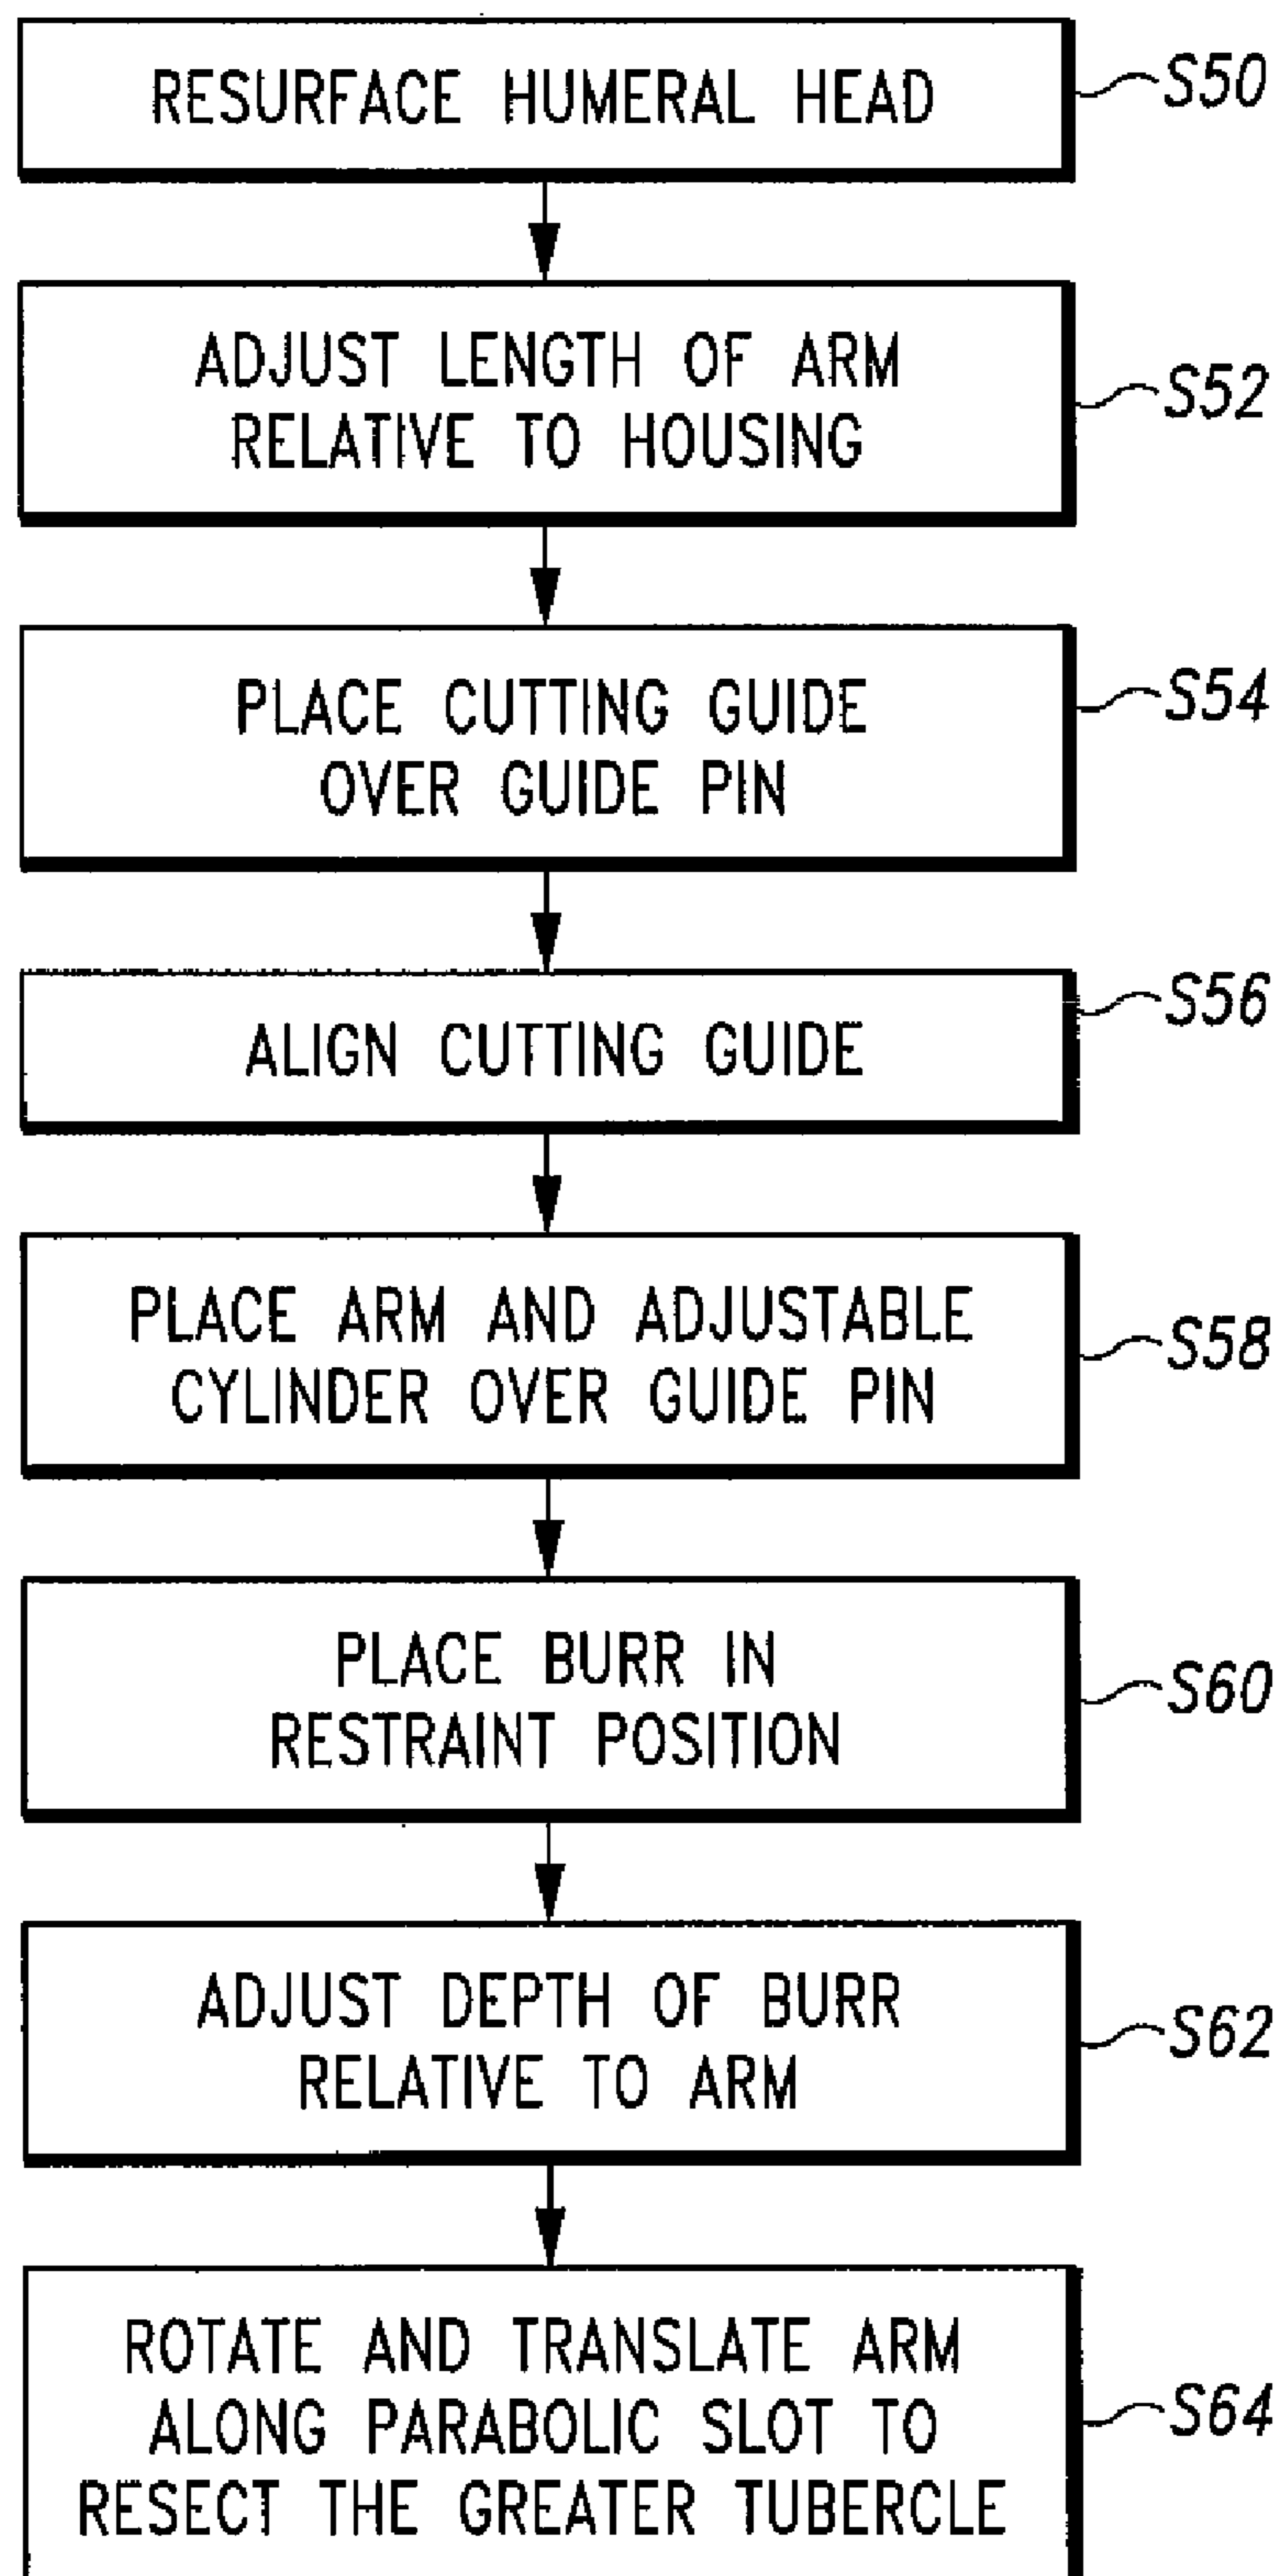 RESURFACE HUMERAL HEAD
S50
ADJUST LENGTH OF ARM
RELATIVE TO HOUSING
S52
PLACE CUTTING GUIDE
OVER GUIDE PIN
S54
ALIGN CUTTING GUIDE
S56
PLACE ARM AND ADJUSTABLE
CYLINDER OVER GUIDE PIN
S58
PLACE BURR IN
RESTRAINT POSITION
S60
ADJUST DEPTH OF BURR
RELATIVE TO ARM
S62
ROTATE AND TRANSLATE ARM
ALONG PARABOLIC SLOT TO
RESECT THE GREATER TUBERCLE
S64